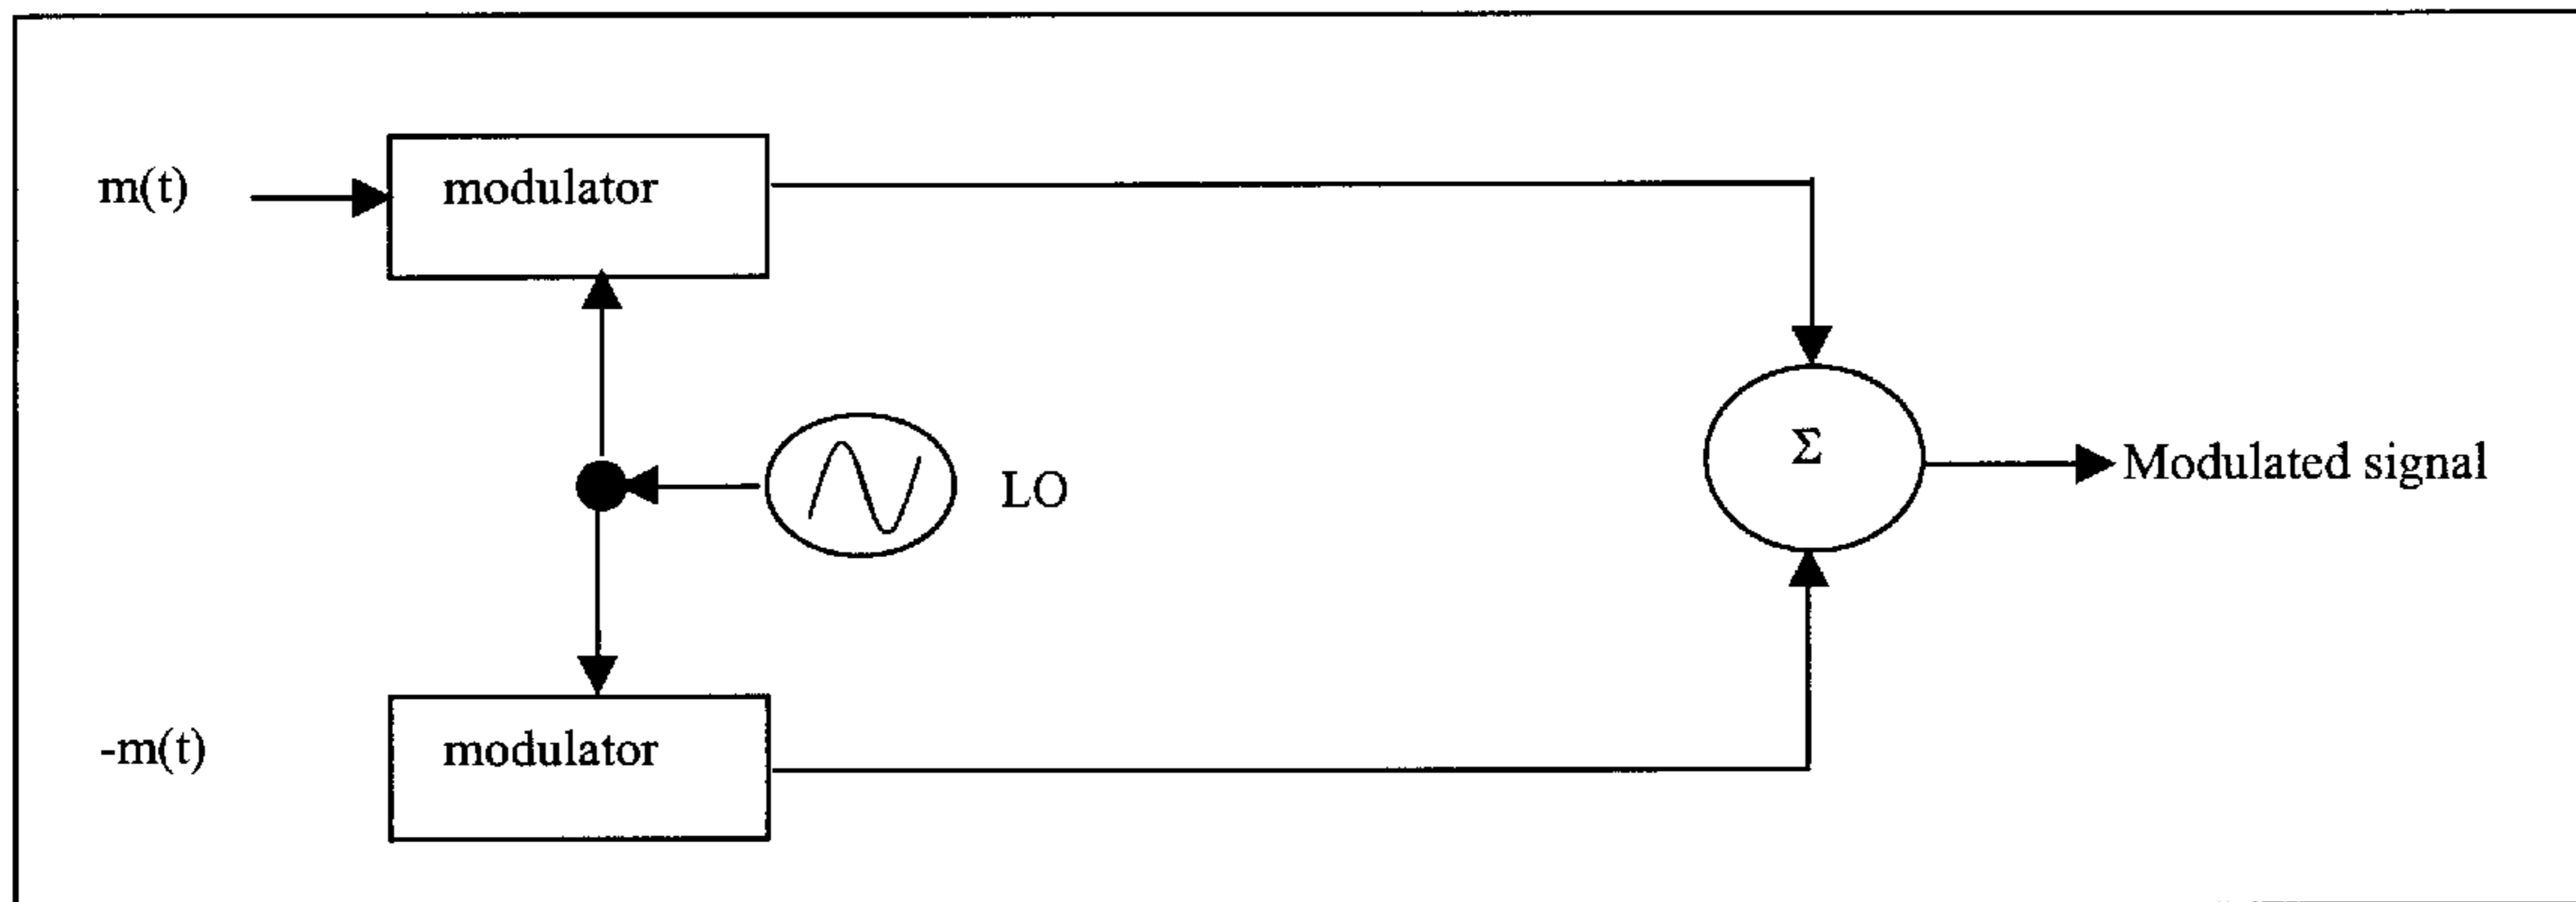 m(t)
modulator
LO
Σ
Modulated signal
-m(t)
modulator